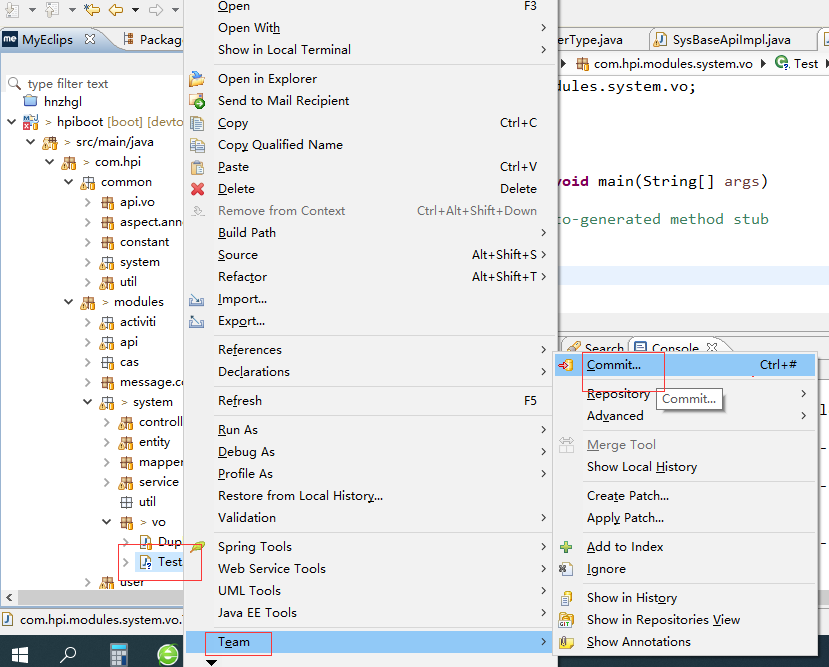 MyEclips
Packag
type filter text
hnzhgl
> hpiboot [boot] [devto
> src/main/java
> com.hpi
common
api.vo
aspect.ann
constant
system
util
> modules
activiti
api
cas
message.co
> system
controll
entity
mapper
service
util
> vo
Dup
Test
user
com.hpi.modules.system.vo.
Open F3
Open With
Show in Local Terminal
Open in Explorer
Send to Mail Recipient
Copy Ctrl+C
Copy Qualified Name
Paste Ctrl+V
Delete Delete
Remove from Context Ctrl+Alt+Shift+Down
Build Path
Source Alt+Shift+S
Refactor Alt+Shift+T
Import...
Export...
References
Declarations
Refresh F5
Run As
Debug As
Profile As
Restore from Local History...
Validation
Spring Tools
Web Service Tools
UML Tools
Java EE Tools
Team
erType.java
SysBaseApiImpl.java
com.hpi.modules.system.vo
Test
dules.system.vo;
void main(String[] args)
to-generated method stub
Search
Console
Commit... Ctrl+#
Repository
Commit...
Advanced
Merge Tool
Show Local History
Create Patch...
Apply Patch...
Add to Index
Ignore
Show in History
Show in Repositories View
Show Annotations